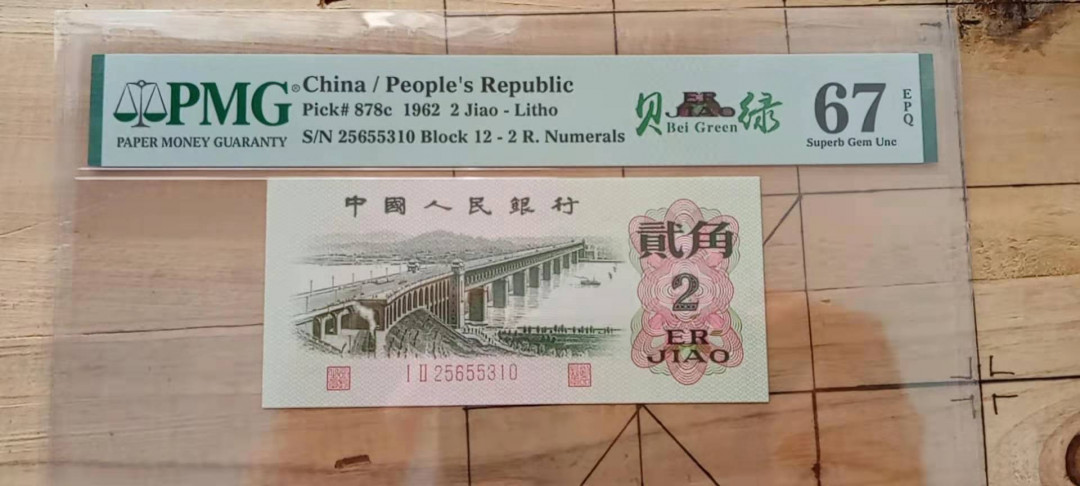 PMG®
PAPER MONEY GUARANTY
China / People's Republic
Pick# 878c 1962 2 Jiao - Litho
S/N 25655310 Block 12 - 2 R. Numerals
贝 ER JIAO 绿
Bei Green
67
EPQ
Superb Gem Unc
中國人民銀行
貳角
2
ER
JIAO
I II 25655310